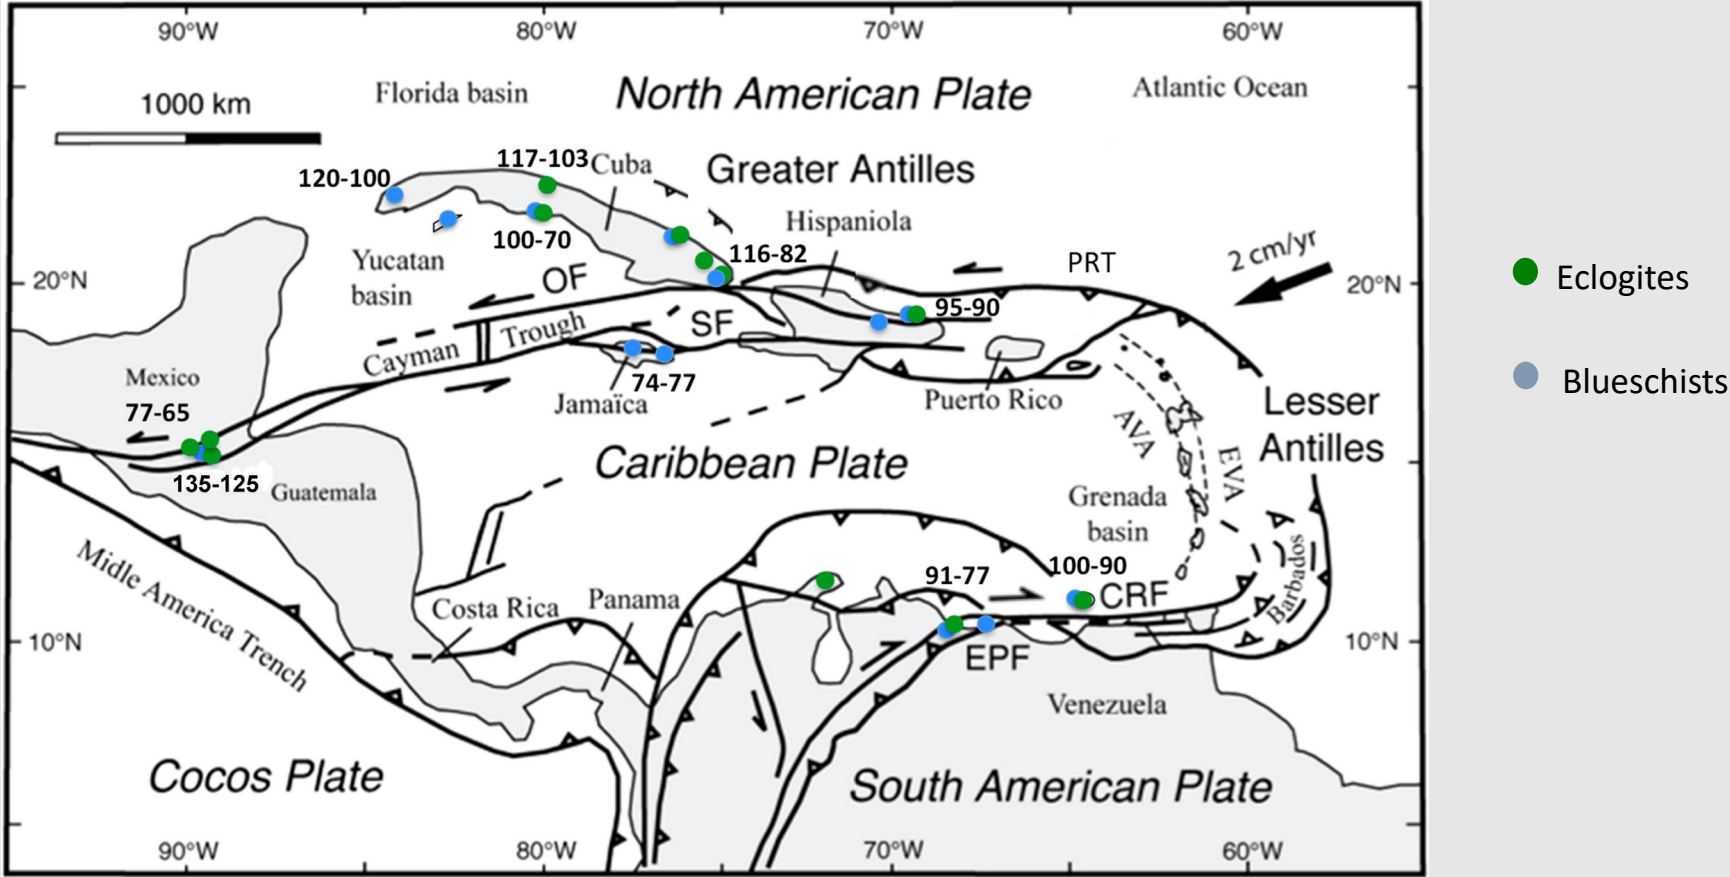 90°W 80°W 70°W 60°W
Florida basin
North American Plate
Atlantic Ocean
1000 km
117-103
Cuba
Greater Antilles
120-100
Hispaniola
100-70
116-82
2 cm/yr
PRT
Yucatan
basin
OF
20°N
20°N
Eclogites
95-90
SF
Trough
Cayman
Mexico
74-77
Blueschists
77-65
Jamaïca
Puerto Rico
Lesser
Antilles
AVA
EVA
Caribbean Plate
135-125
Guatemala
Grenada
basin
Midle America Trench
91-77
100-90
CRF
Barbados
Costa Rica
Panama
10°N
10°N
EPF
Venezuela
Cocos Plate
South American Plate
90°W 80°W 70°W 60°W